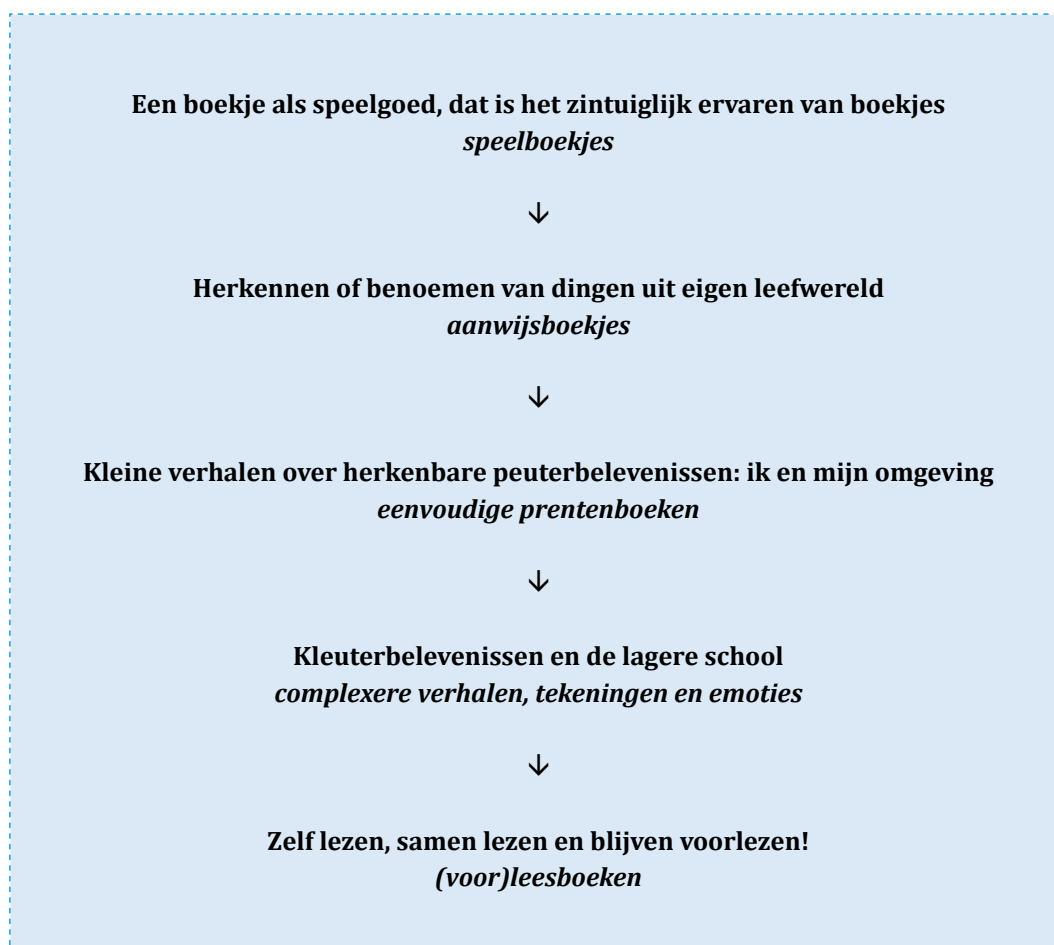 Een boekje als speelgoed, dat is het zintuiglijk ervaren van boekjes
speelboekjes
↓
Herkennen of benoemen van dingen uit eigen leefwereld
aanwijsboekjes
↓
Kleine verhalen over herkenbare peuterbelevenissen: ik en mijn omgeving
eenvoudige prentenboeken
↓
Kleuterbelevenissen en de lagere school
complexere verhalen, tekeningen en emoties
↓
Zelf lezen, samen lezen en blijven voorlezen!
(voor)leesboeken